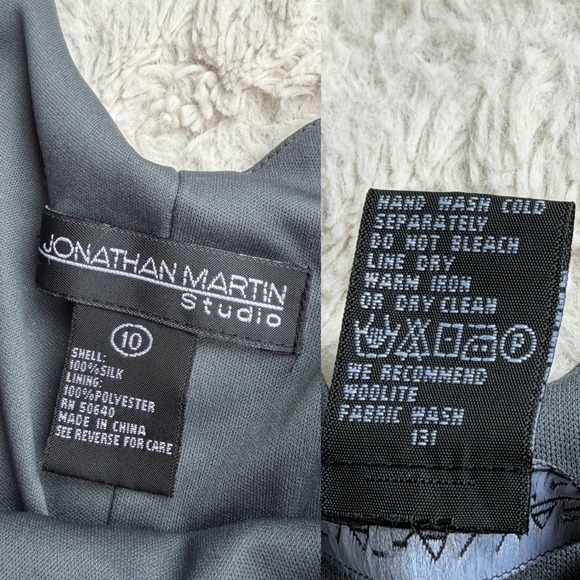 JONATHAN MARTIN
Studio
10
SHELL:
100%SILK
LINING:
100%POLYESTER
RN 50640
MADE IN CHINA
SEE REVERSE FOR CARE
HAND WASH COLD
SEPARATELY
DO NOT BLEACH
LINE DRY
WARM IRON
OR DRY CLEAN
P
WE RECOMMEND
WOOLITE
FABRIC WASH
131